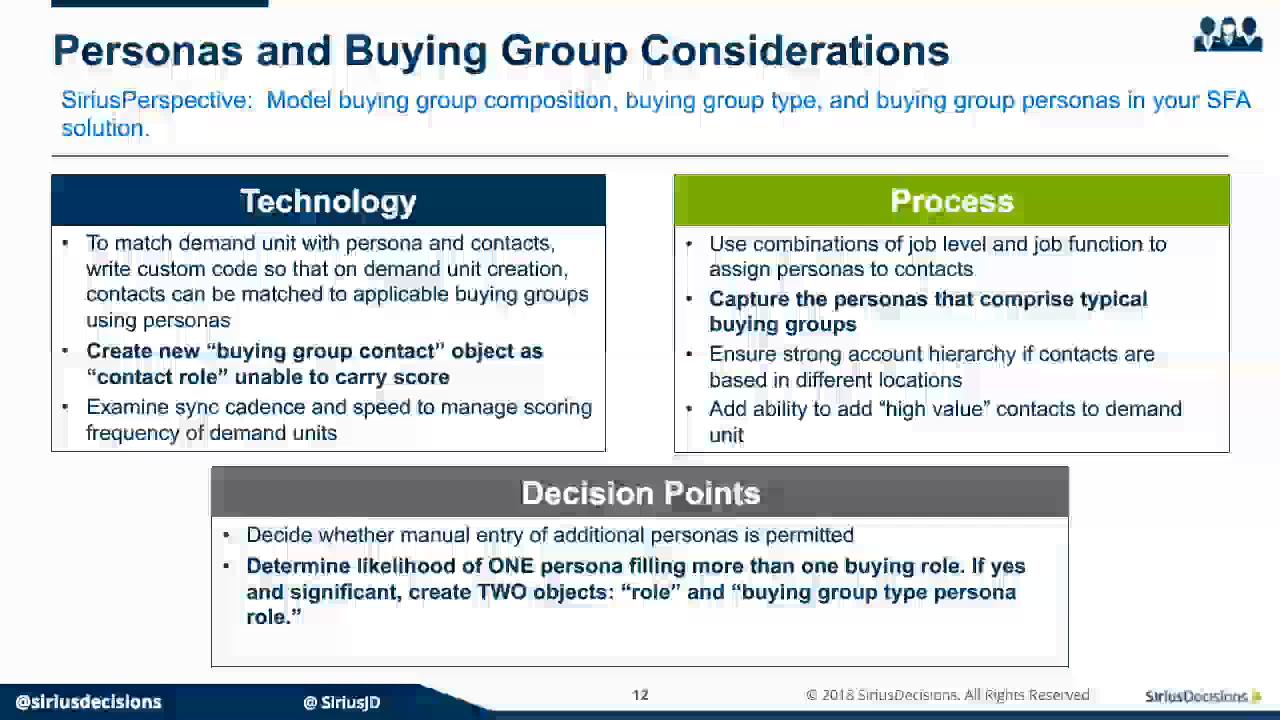 Personas and Buying Group Considerations
SiriusPerspective:  Model buying group composition, buying group type, and buying group personas in your SFA
solution.
Technology
• To match demand unit with persona and contacts,
write custom code so that on demand unit creation,
contacts can be matched to applicable buying groups
using personas
• Create new “buying group contact” object as
“contact role” unable to carry score
• Examine sync cadence and speed to manage scoring
frequency of demand units
Process
• Use combinations of job level and job function to
assign personas to contacts
• Capture the personas that comprise typical
buying groups
• Ensure strong account hierarchy if contacts are
based in different locations
• Add ability to add “high value” contacts to demand
unit
Decision Points
• Decide whether manual entry of additional personas is permitted
• Determine likelihood of ONE persona filling more than one buying role. If yes
and significant, create TWO objects: “role” and “buying group type persona
role.”
@siriusdecisions
@ SiriusJD
12
© 2018 SiriusDecisions. All Rights Reserved
SiriusDecisions